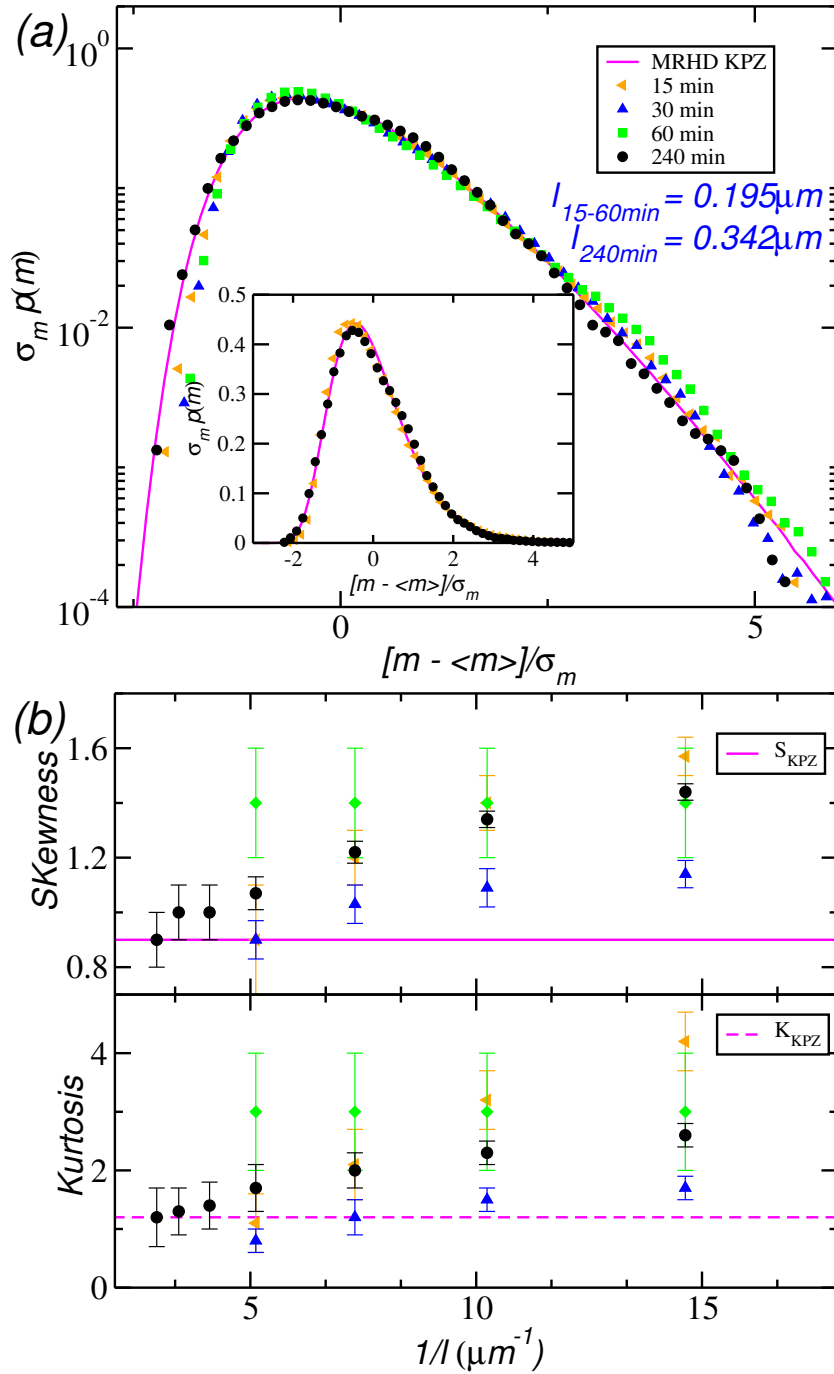 (a)
10^0
10^-2
10^-4
σ_m p(m)
MRHD KPZ
15 min
30 min
60 min
240 min
l_15-60min = 0.195μm
l_240min = 0.342μm
0.5
0.4
0.3
0.2
0.1
0
σ_m p(m)
-2 0 2 4
[m - <m>]/σ_m
0 5
[m - <m>]/σ_m
(b)
1.6
1.2
0.8
SKewness
S_KPZ
4
2
0
Kurtosis
K_KPZ
5 10 15
1/l (μm^-1)